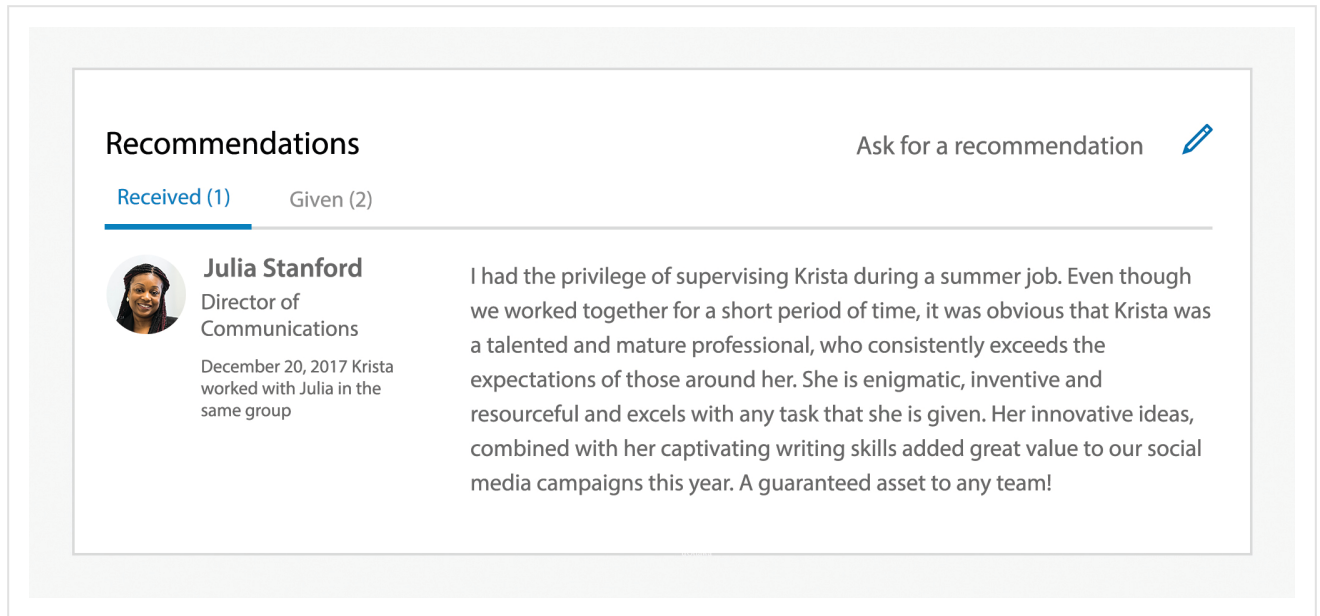 Recommendations
Ask for a recommendation
Received (1)
Given (2)
Julia Stanford
Director of
Communications
December 20, 2017 Krista
worked with Julia in the
same group
I had the privilege of supervising Krista during a summer job. Even though
we worked together for a short period of time, it was obvious that Krista was
a talented and mature professional, who consistently exceeds the
expectations of those around her. She is enigmatic, inventive and
resourceful and excels with any task that she is given. Her innovative ideas,
combined with her captivating writing skills added great value to our social
media campaigns this year. A guaranteed asset to any team!